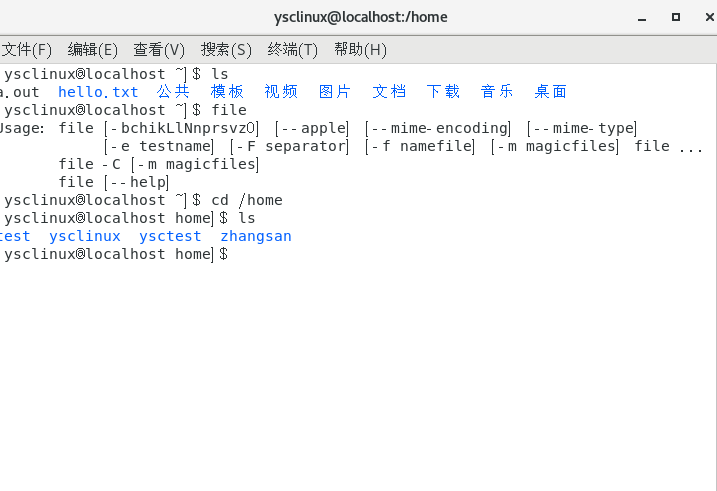 ysclinux@localhost:/home
文件(F) 编辑(E) 查看(V) 搜索(S) 终端(T) 帮助(H)
ysclinux@localhost ~]$ ls
a.out hello.txt 公共 模板 视频 图片 文档 下载 音乐 桌面
ysclinux@localhost ~]$ file
Usage: file [-bchikLlNnprsvz0] [--apple] [--mime-encoding] [--mime-type]
[-e testname] [-F separator] [-f namefile] [-m magicfiles] file ...
file -C [-m magicfiles]
file [--help]
ysclinux@localhost ~]$ cd /home
ysclinux@localhost home]$ ls
test ysclinux ysctest zhangsan
ysclinux@localhost home]$